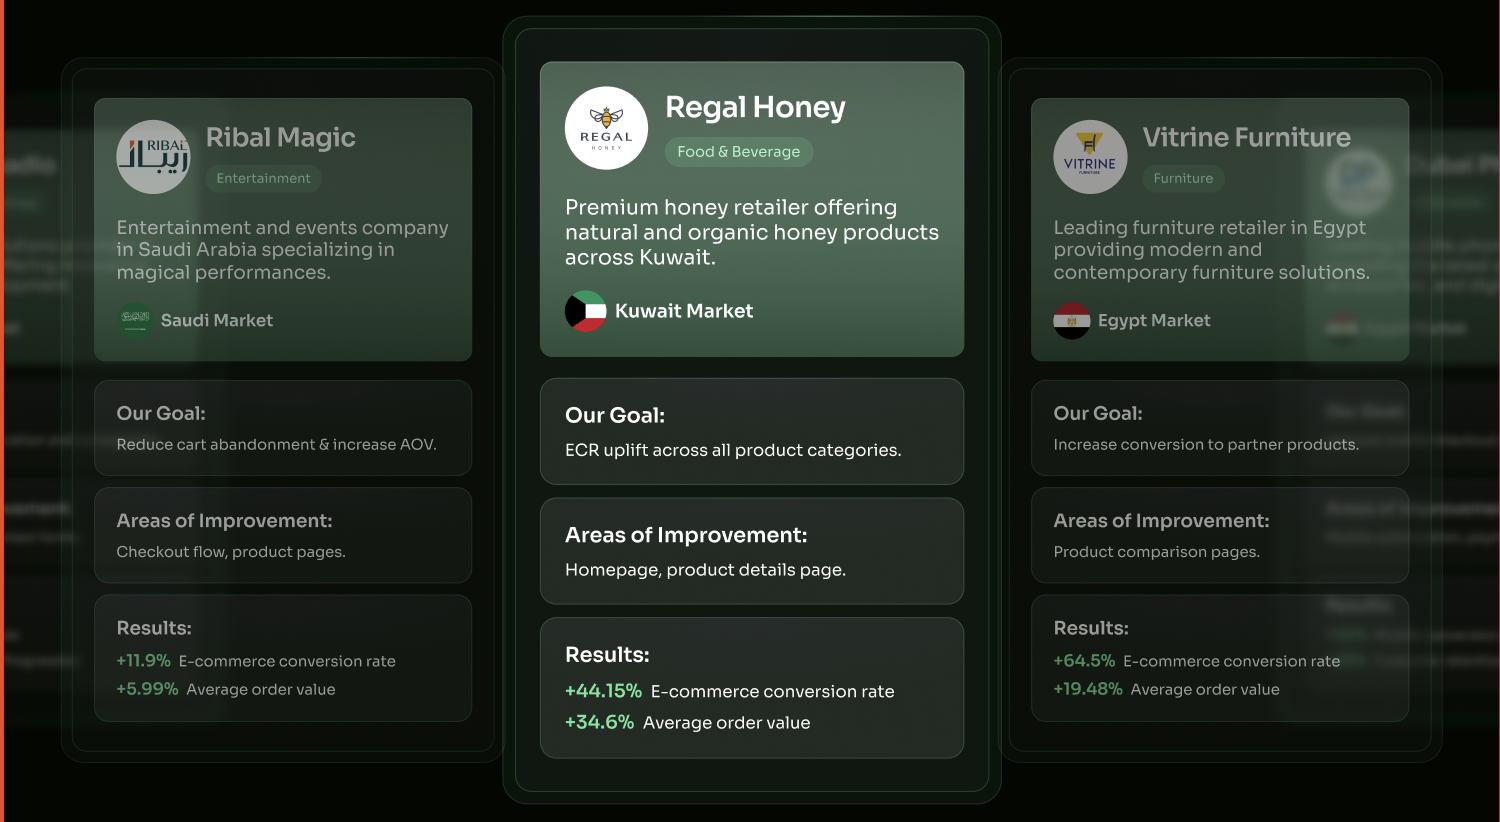 RIBAL
ريبال
Ribal Magic
Entertainment
Entertainment and events company
in Saudi Arabia specializing in
magical performances.
Saudi Market
Our Goal:
Reduce cart abandonment & increase AOV.
Areas of Improvement:
Checkout flow, product pages.
Results:
+11.9% E-commerce conversion rate
+5.99% Average order value
REGAL
HONEY
Regal Honey
Food & Beverage
Premium honey retailer offering
natural and organic honey products
across Kuwait.
Kuwait Market
Our Goal:
ECR uplift across all product categories.
Areas of Improvement:
Homepage, product details page.
Results:
+44.15% E-commerce conversion rate
+34.6% Average order value
VITRINE
FURNITURE
Vitrine Furniture
Furniture
Leading furniture retailer in Egypt
providing modern and
contemporary furniture solutions.
Egypt Market
Our Goal:
Increase conversion to partner products.
Areas of Improvement:
Product comparison pages.
Results:
+64.5% E-commerce conversion rate
+19.48% Average order value